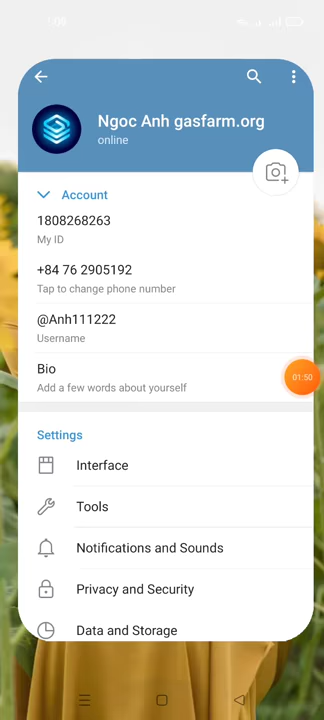 1:08
Ngoc Anh gasfarm.org
online
Account
1808268263
My ID
+84 76 2905192
Tap to change phone number
@Anh111222
Username
Bio
Add a few words about yourself
01:50
Settings
Interface
Tools
Notifications and Sounds
Privacy and Security
Data and Storage